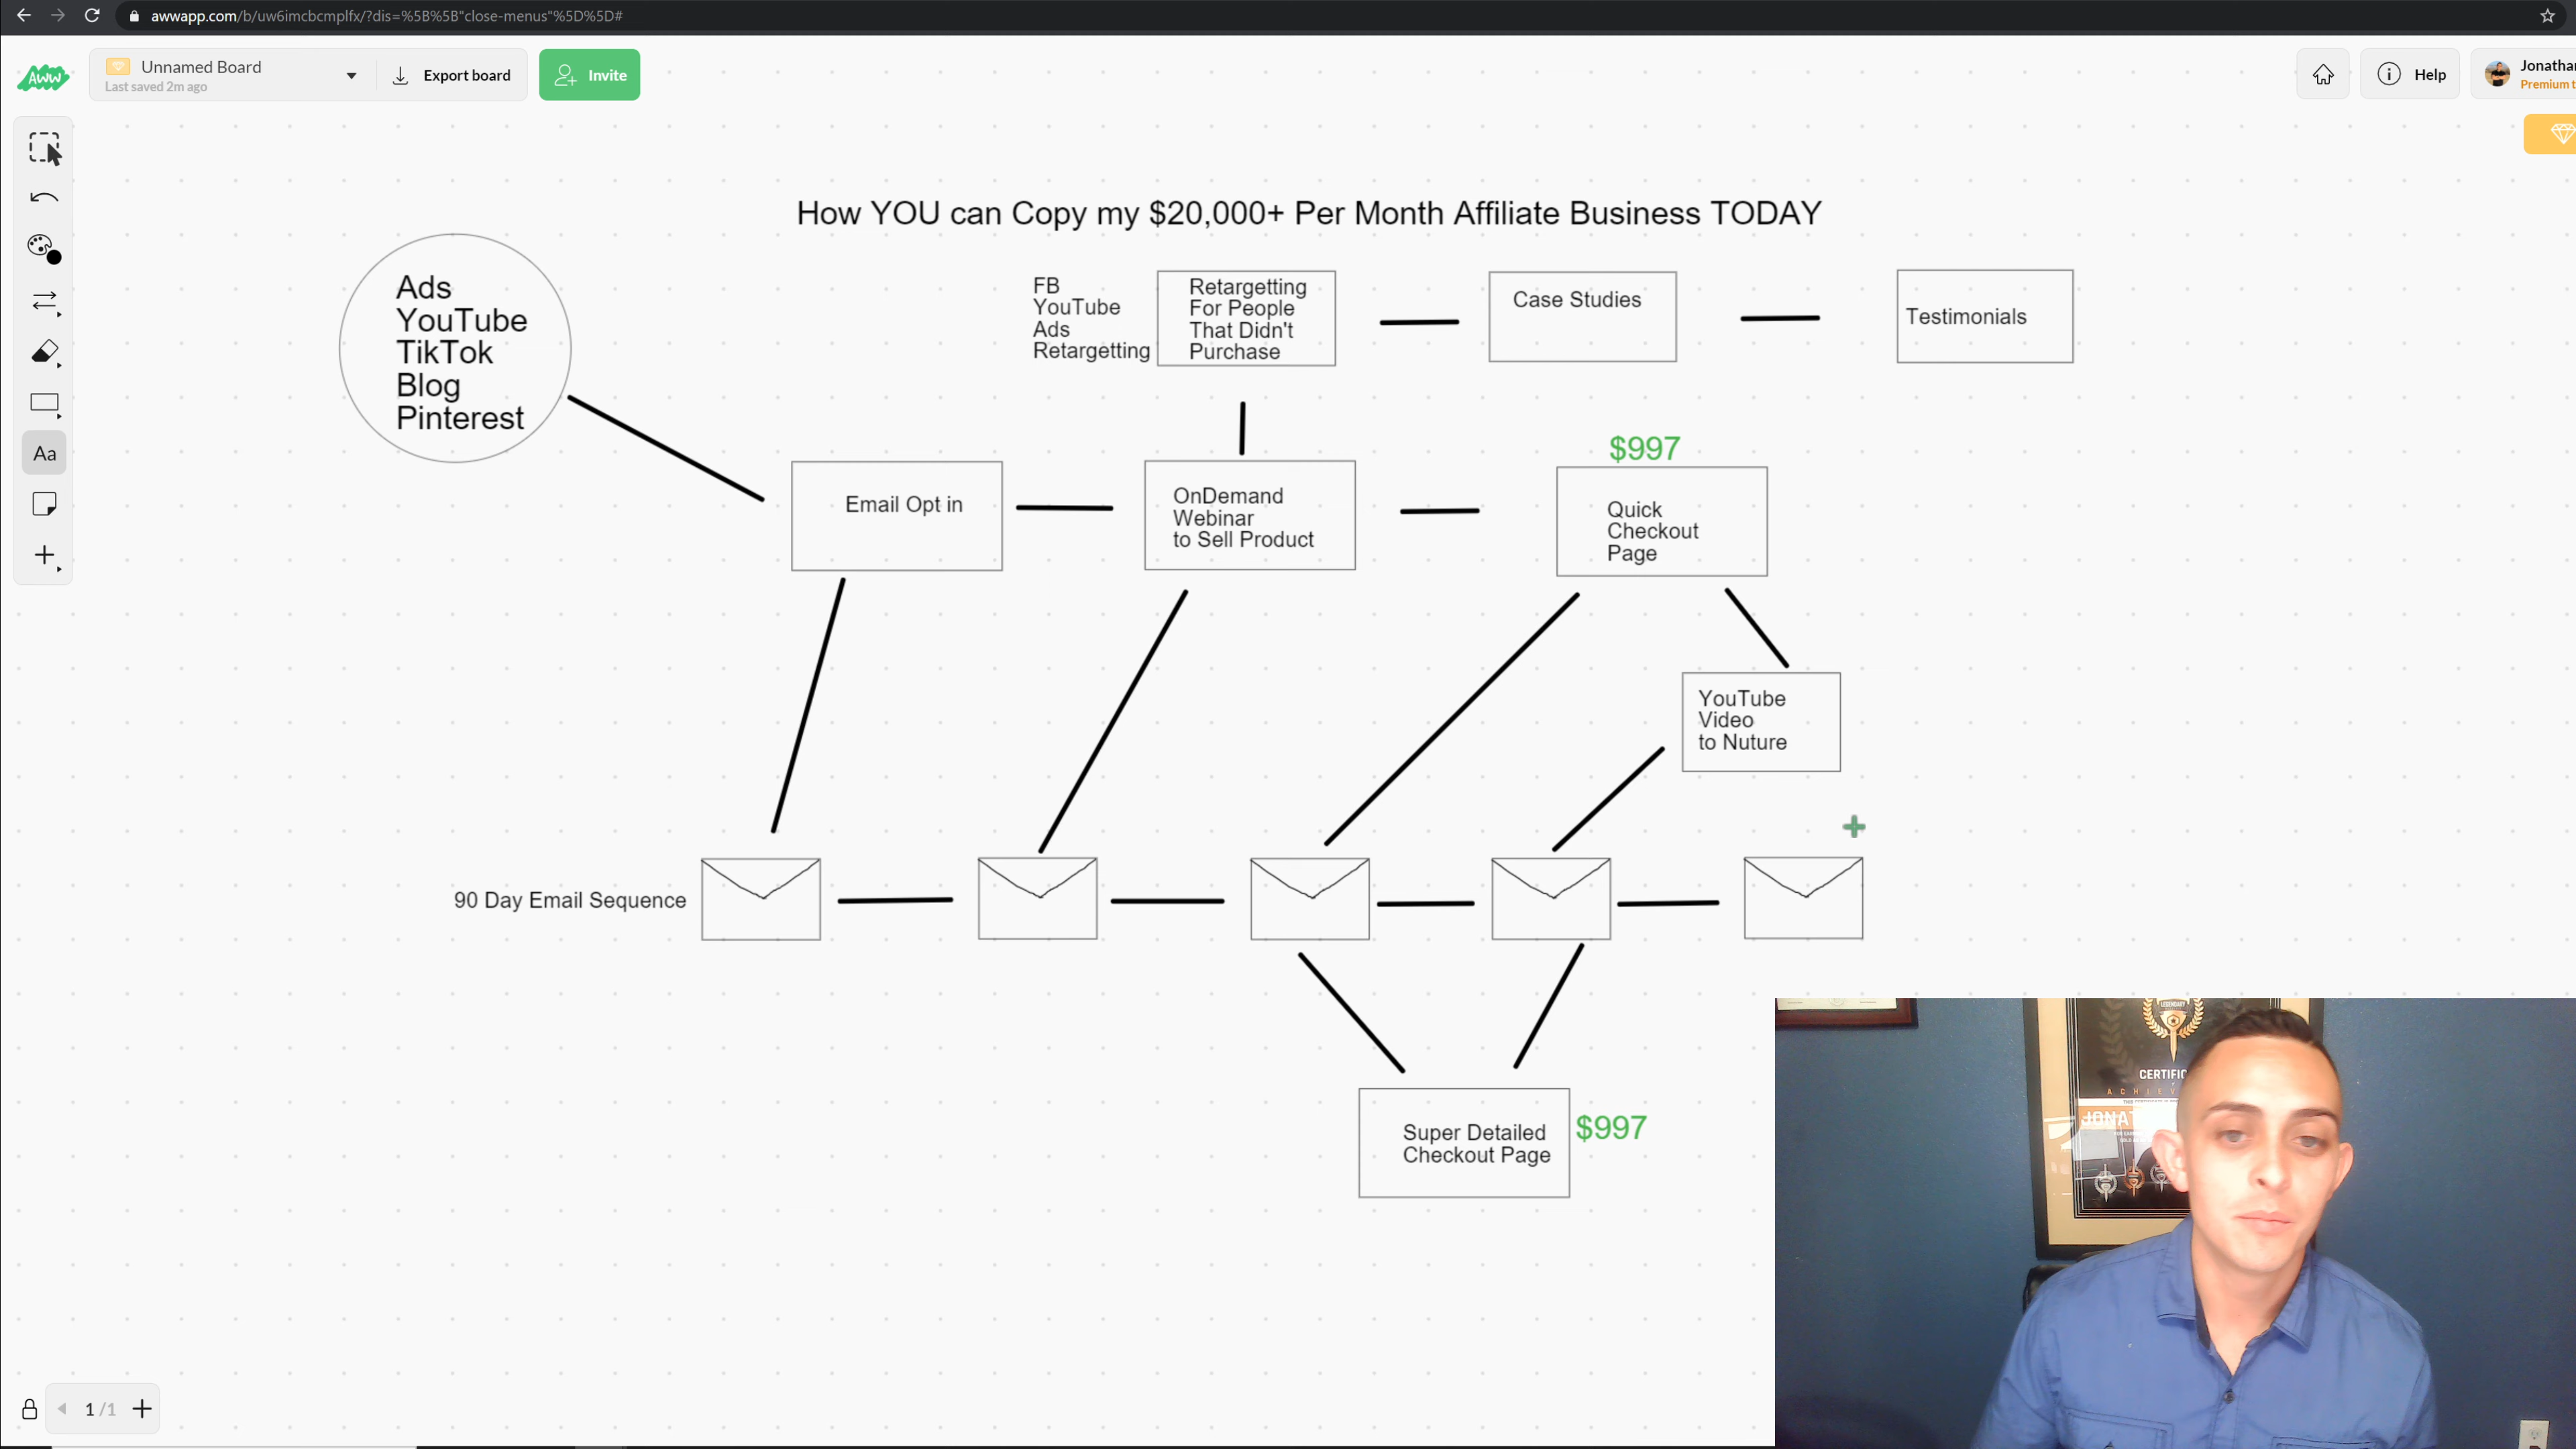 awwapp.com/b/uw6imcbcmplfx/?dis=%5B%5B"close-menus"%5D%5D#
AWW
Unnamed Board
Last saved 2m ago
Export board
Invite
Help
Premium
How YOU can Copy my $20,000+ Per Month Affiliate Business TODAY
Ads
YouTube
TikTok
Blog
Pinterest
FB
YouTube
Ads
Retargetting
Retargetting
For People
That Didn't
Purchase
Case Studies
Testimonials
Email Opt in
OnDemand
Webinar
to Sell Product
$997
Quick
Checkout
Page
Aa
YouTube
Video
to Nuture
90 Day Email Sequence
Super Detailed
Checkout Page
$997
LEGENDARY
1 /1